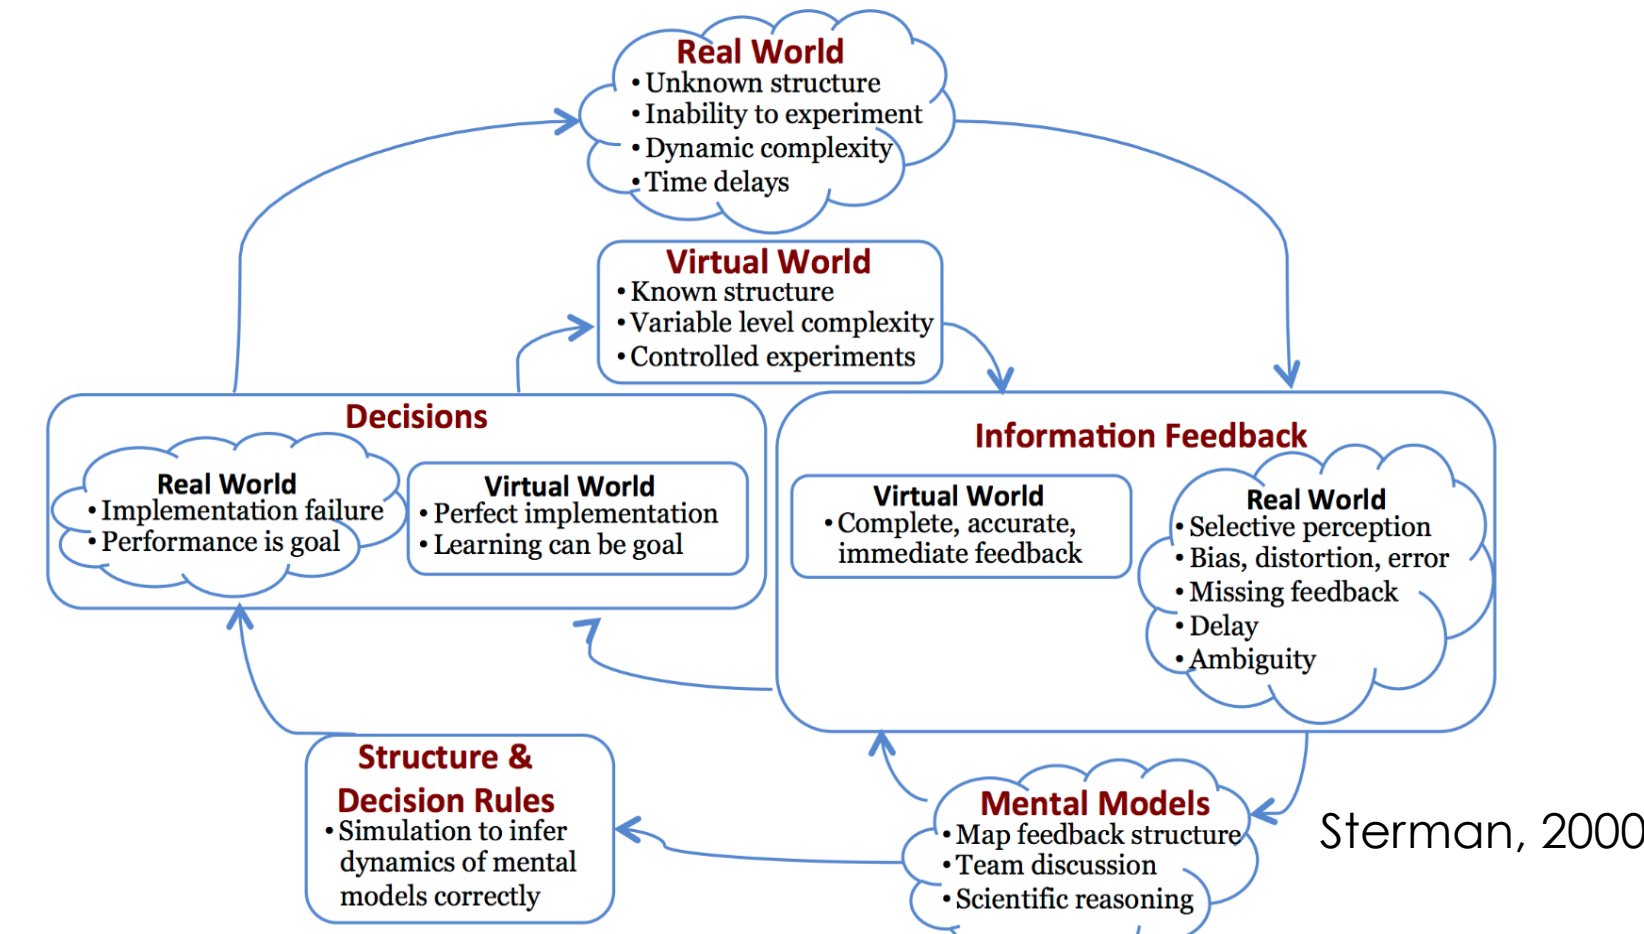 Real World
• Unknown structure
• Inability to experiment
• Dynamic complexity
• Time delays
Virtual World
• Known structure
• Variable level complexity
• Controlled experiments
Decisions
Real World
• Implementation failure
• Performance is goal
Virtual World
• Perfect implementation
• Learning can be goal
Information Feedback
Virtual World
• Complete, accurate,
immediate feedback
Real World
• Selective perception
• Bias, distortion, error
• Missing feedback
• Delay
• Ambiguity
Structure &
Decision Rules
• Simulation to infer
dynamics of mental
models correctly
Mental Models
• Map feedback structure
• Team discussion
• Scientific reasoning
Sterman, 2000